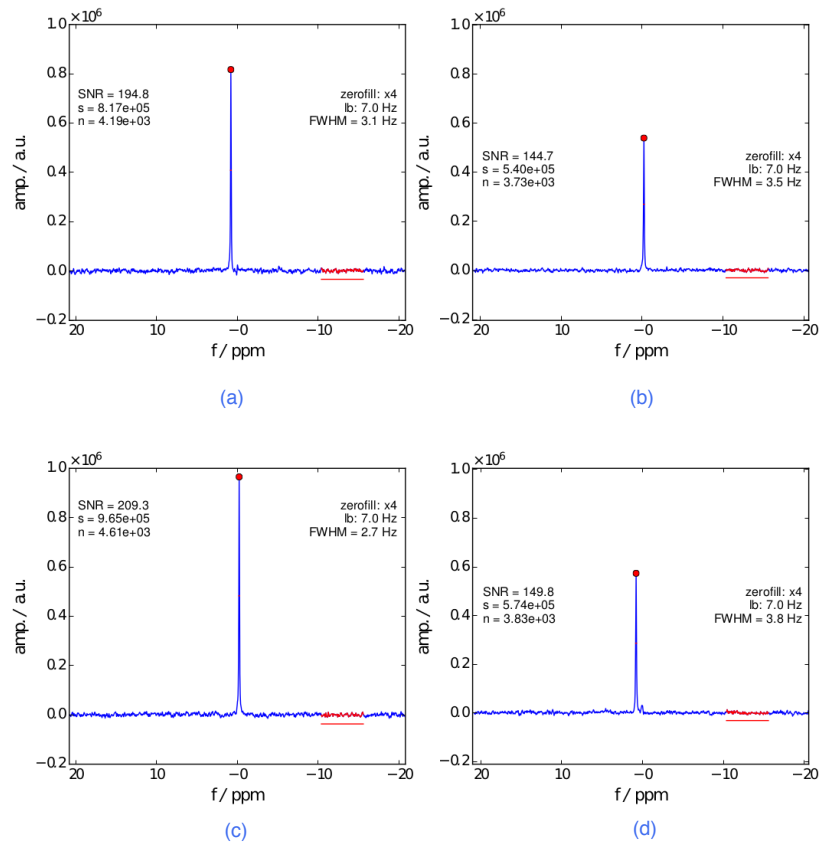 1.0 ×10⁶
0.8
0.6
0.4
0.2
0.0
−0.2
amp. / a.u.
SNR = 194.8
s = 8.17e+05
n = 4.19e+03
zerofill: x4
lb: 7.0 Hz
FWHM = 3.1 Hz
20 10 −0 −10 −20
f / ppm
(a)
1.0 ×10⁶
0.8
0.6
0.4
0.2
0.0
−0.2
amp. / a.u.
SNR = 144.7
s = 5.40e+05
n = 3.73e+03
zerofill: x4
lb: 7.0 Hz
FWHM = 3.5 Hz
20 10 −0 −10 −20
f / ppm
(b)
1.0 ×10⁶
0.8
0.6
0.4
0.2
0.0
−0.2
amp. / a.u.
SNR = 209.3
s = 9.65e+05
n = 4.61e+03
zerofill: x4
lb: 7.0 Hz
FWHM = 2.7 Hz
20 10 −0 −10 −20
f / ppm
(c)
1.0 ×10⁶
0.8
0.6
0.4
0.2
0.0
−0.2
amp. / a.u.
SNR = 149.8
s = 5.74e+05
n = 3.83e+03
zerofill: x4
lb: 7.0 Hz
FWHM = 3.8 Hz
20 10 −0 −10 −20
f / ppm
(d)